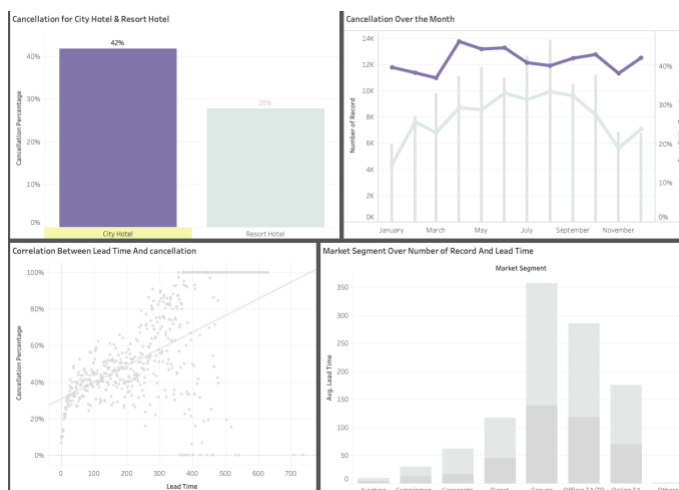 Cancellation for City Hotel & Resort Hotel
42%
28%
40%
30%
20%
10%
0%
Cancellation Percentage
City Hotel
Resort Hotel
Cancellation Over the Month
14K
12K
10K
8K
6K
4K
2K
0K
Number of Record
40%
30%
20%
10%
0%
January
March
May
July
September
November
Correlation Between Lead Time And cancellation
100%
80%
60%
40%
20%
0%
Cancellation Percentage
0
100
200
300
400
500
600
700
Lead Time
Market Segment Over Number of Record And Lead Time
Market Segment
350
300
250
200
150
100
50
0
Avg. Lead Time